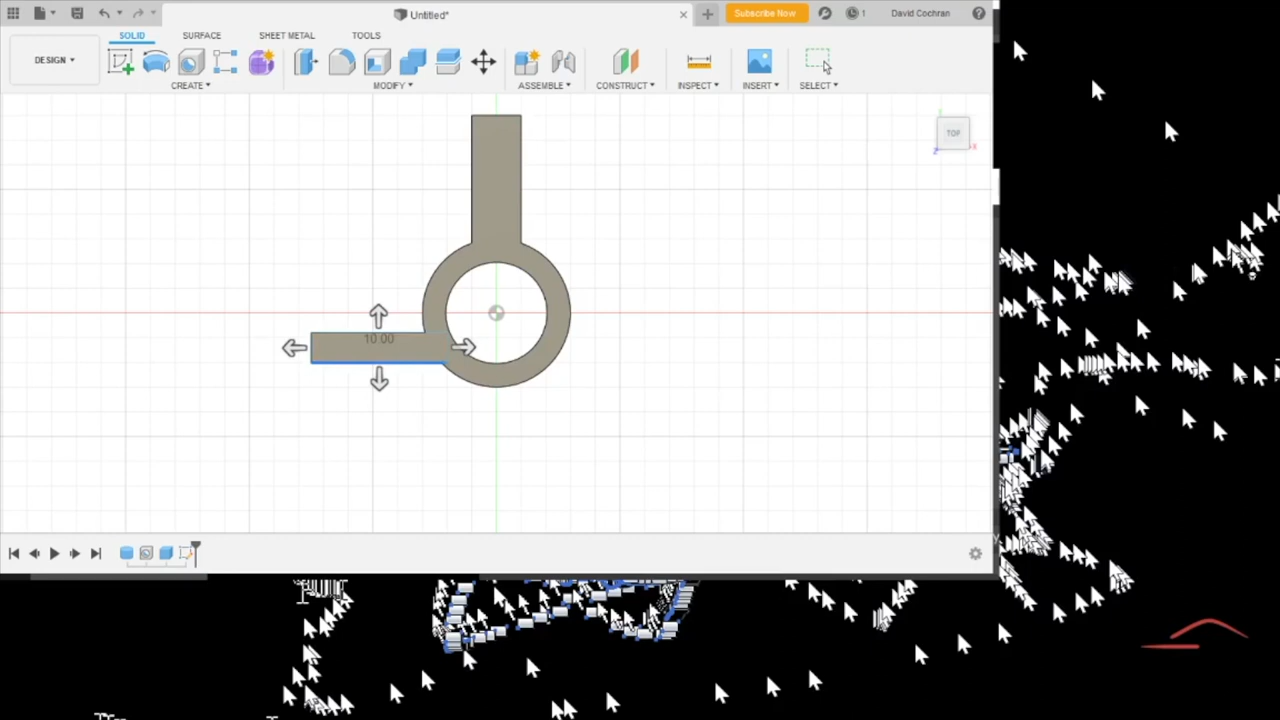 Untitled*
Subscribe Now
1
David Cochran
DESIGN
SOLID
SURFACE
SHEET METAL
TOOLS
CREATE
MODIFY
ASSEMBLE
CONSTRUCT
INSPECT
INSERT
SELECT
TOP
Y
X
Z
10.00